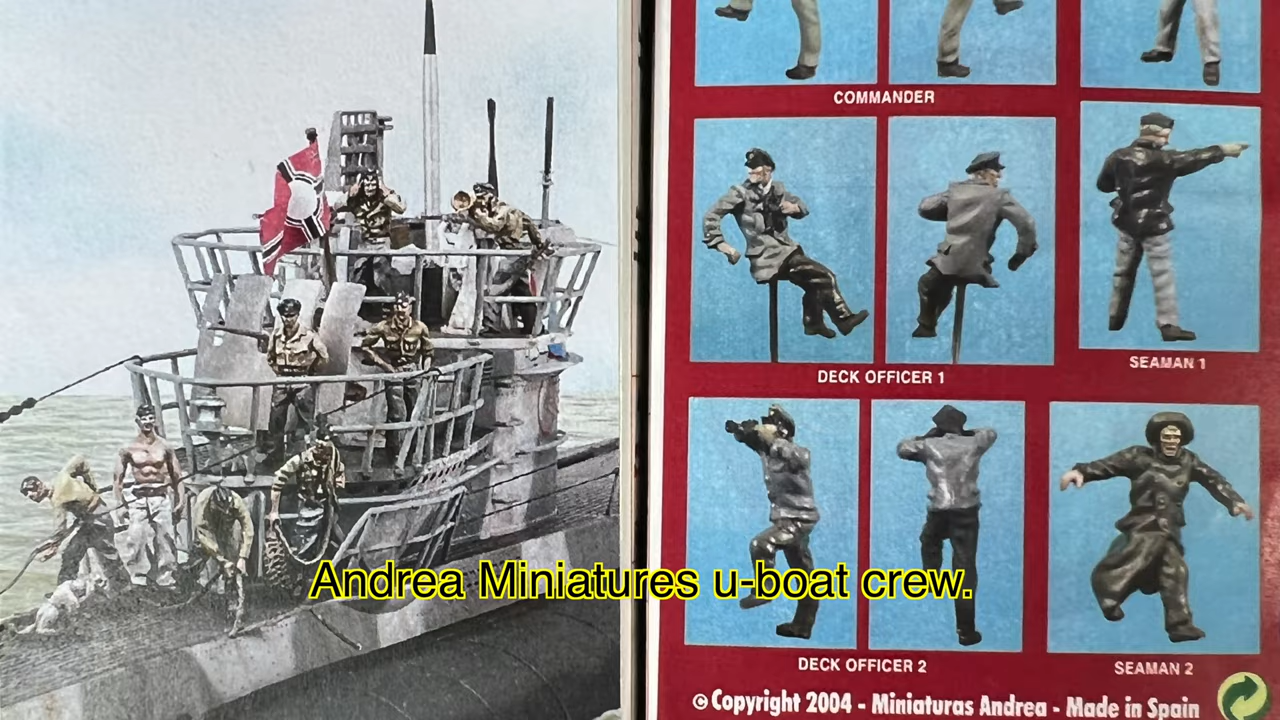 COMMANDER
DECK OFFICER 1
SEAMAN 1
Andrea Miniatures u-boat crew.
DECK OFFICER 2
SEAMAN 2
© Copyright 2004 - Miniaturas Andrea - Made in Spain